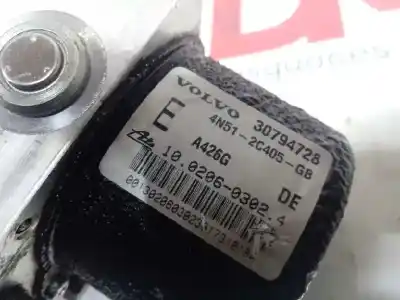 VOLVO 30794728
E 4N51-2C405-GB
A426G DE
10.0206-0302.4